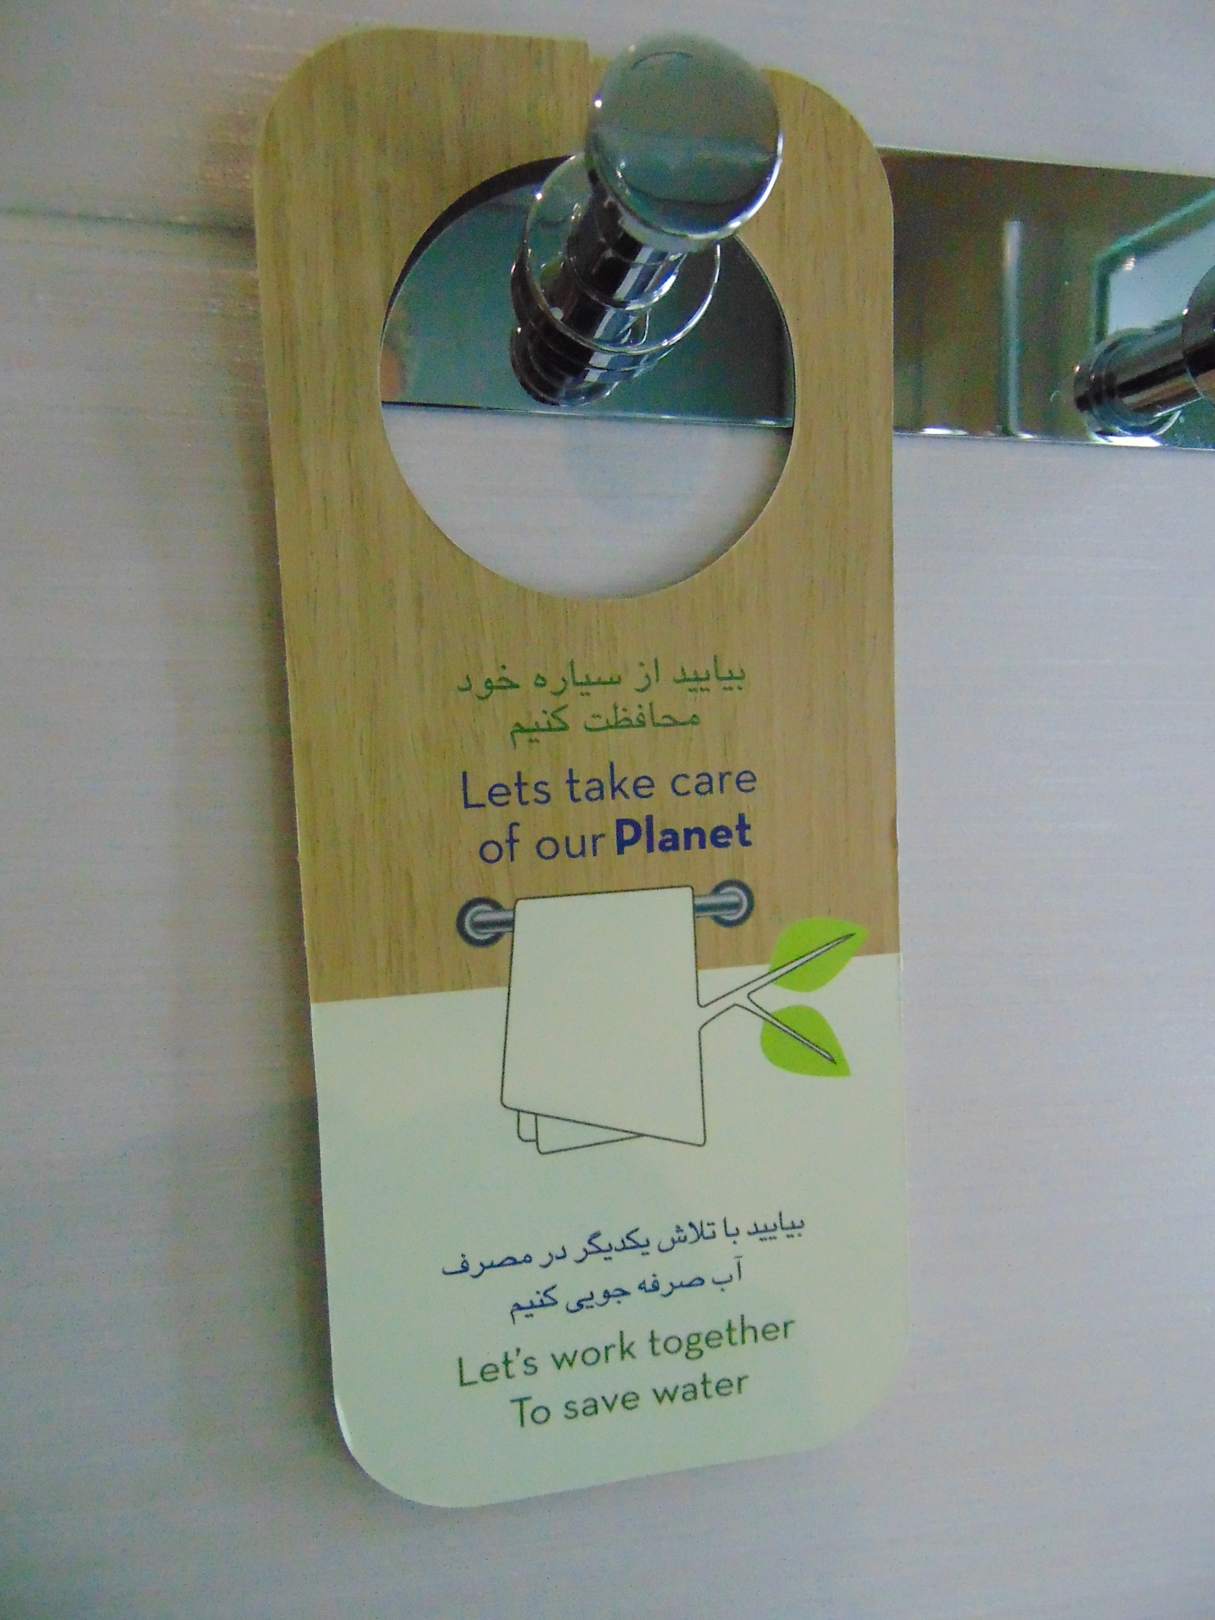 بیایید از سیاره خود
محافظت کنیم
Lets take care
of our Planet
بیایید با تلاش یکدیگر در مصرف
آب صرفه جویی کنیم
Let's work together
To save water